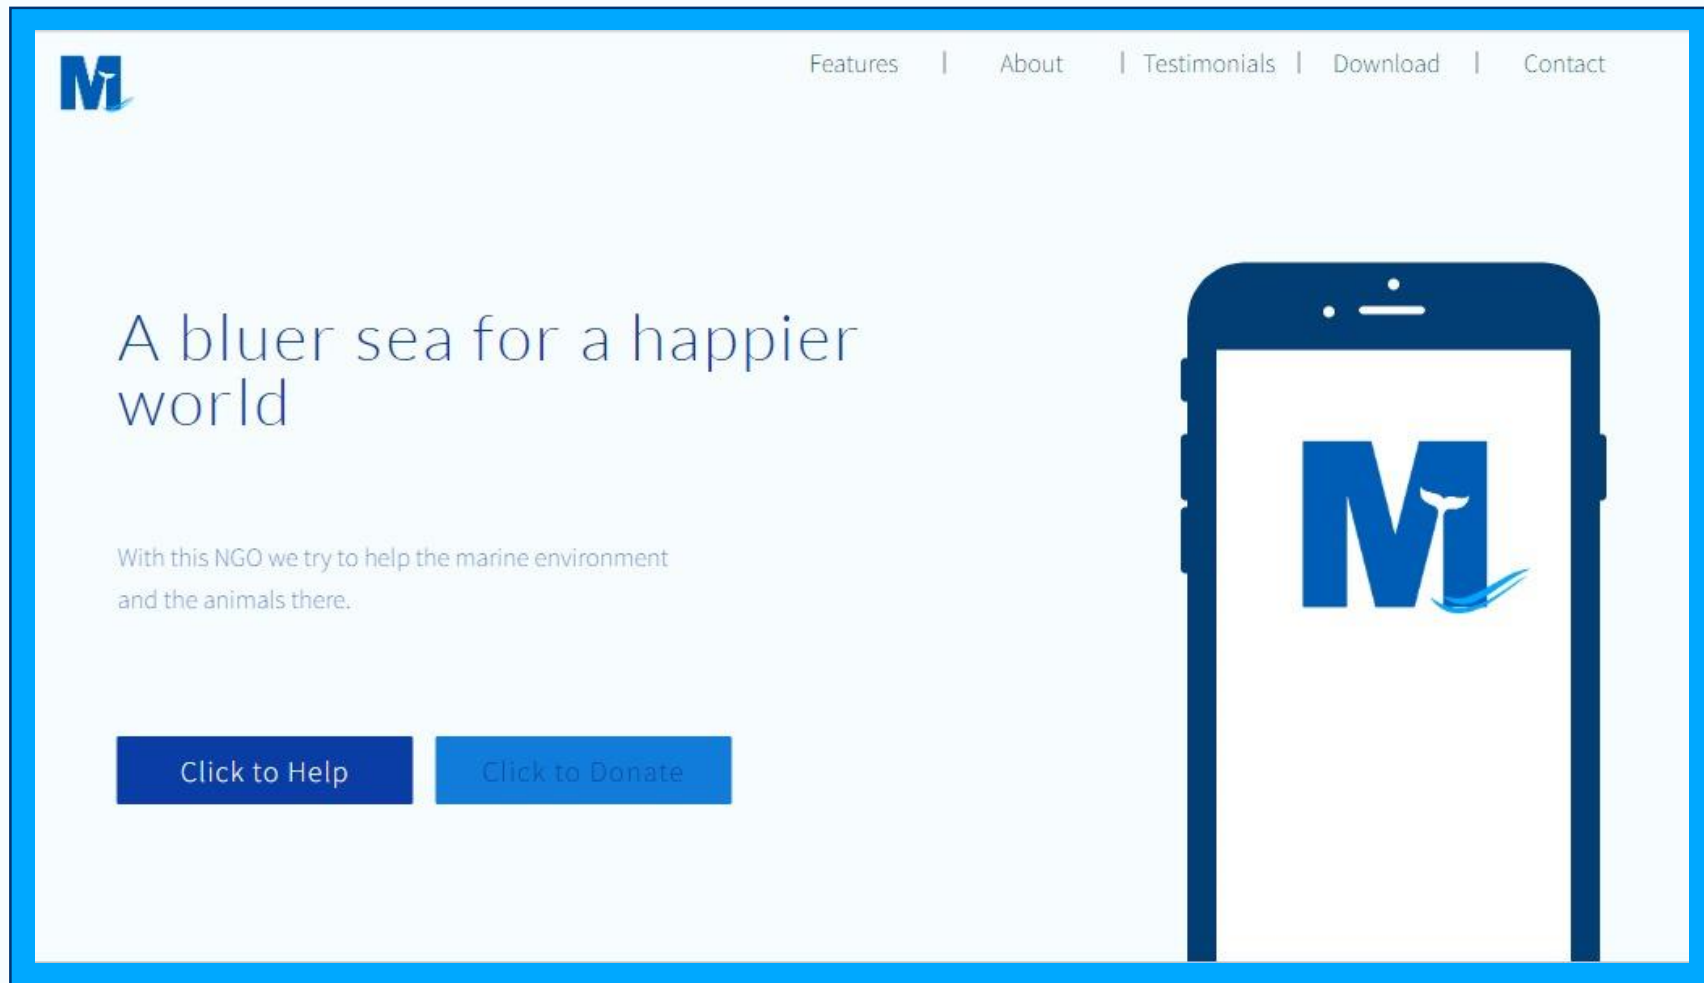 M
Features | About | Testimonials | Download | Contact
A bluer sea for a happier
world
M
With this NGO we try to help the marine environment
and the animals there.
Click to Help
Click to Donate